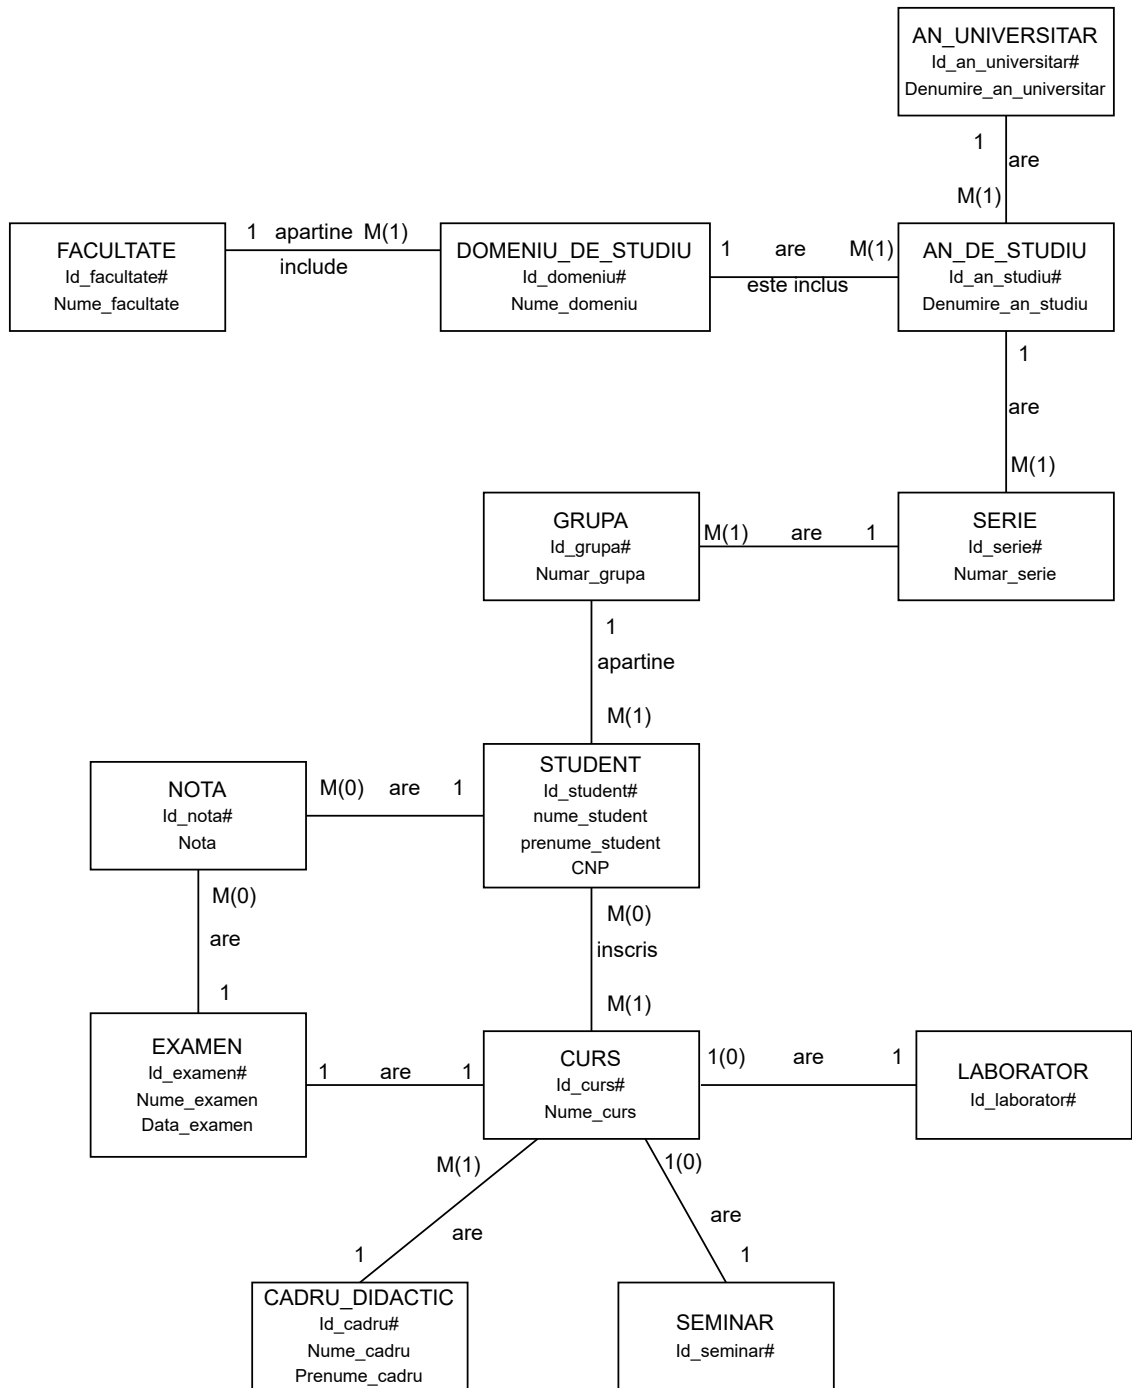 AN_UNIVERSITAR
Id_an_universitar#
Denumire_an_universitar
1
are
M(1)
FACULTATE
Id_facultate#
Nume_facultate
1 apartine M(1)
include
DOMENIU_DE_STUDIU
Id_domeniu#
Nume_domeniu
1 are M(1)
este inclus
AN_DE_STUDIU
Id_an_studiu#
Denumire_an_studiu
1
are
M(1)
GRUPA
Id_grupa#
Numar_grupa
M(1) are 1
SERIE
Id_serie#
Numar_serie
1
apartine
M(1)
NOTA
Id_nota#
Nota
M(0) are 1
STUDENT
Id_student#
nume_student
prenume_student
CNP
M(0)
are
1
M(0)
inscris
M(1)
EXAMEN
Id_examen#
Nume_examen
Data_examen
1 are 1
CURS
Id_curs#
Nume_curs
1(0) are 1
LABORATOR
Id_laborator#
M(1)
are
1
1(0)
are
1
CADRU_DIDACTIC
Id_cadru#
Nume_cadru
Prenume_cadru
SEMINAR
Id_seminar#